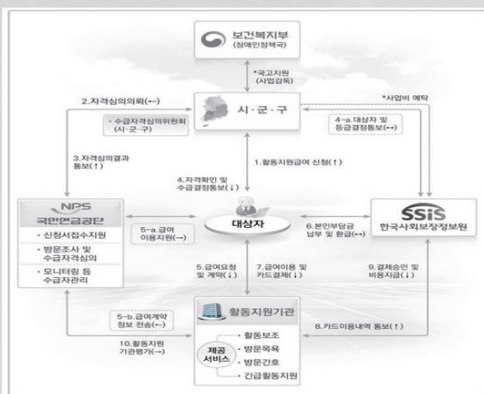 보건복지부
(장애인정책국)
*국고지원
(사업감독)
2.자격심의의뢰(←)
시·군·구
*사업비 예탁
· 수급자격심의위원회
(시·군·구)
4-a.대상자 및
등급결정통보(↔)
3.자격심의결과
통보(↑)
1.활동지원급여 신청(↑)
4.자격확인 및
수급결정통보(↓)
NPS
국민연금공단
· 신청서접수지원
· 방문조사 및
수급자격심의
· 모니터링 등
수급자관리
5-a.급여
이용지원(→)
대상자
6.본인부담금
납부 및 환급(↔)
SSiS
한국사회보장정보원
5.급여요청
및 계약(↓)
7.급여이용 및
카드결제(↓)
9.결제승인 및
비용지급(↓)
5-b.급여계약
정보 전송(←)
활동지원기관
8.카드이용내역 통보(↑)
10.활동지원
기관평가(→)
제공
서비스
· 활동보조
· 방문목욕
· 방문간호
· 긴급활동지원